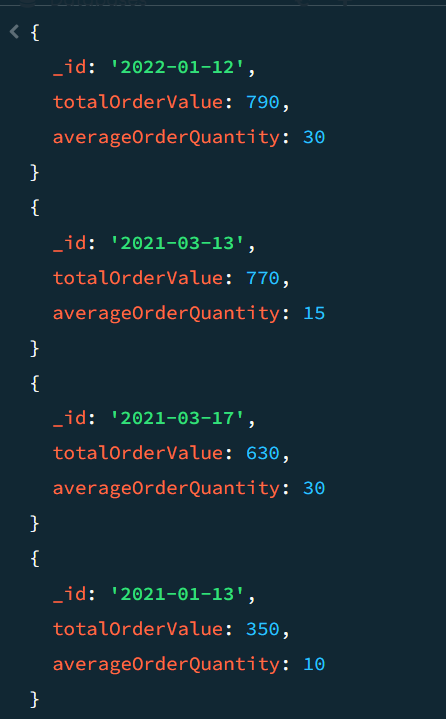 {
_id: '2022-01-12',
totalOrderValue: 790,
averageOrderQuantity: 30
}
{
_id: '2021-03-13',
totalOrderValue: 770,
averageOrderQuantity: 15
}
{
_id: '2021-03-17',
totalOrderValue: 630,
averageOrderQuantity: 30
}
{
_id: '2021-01-13',
totalOrderValue: 350,
averageOrderQuantity: 10
}